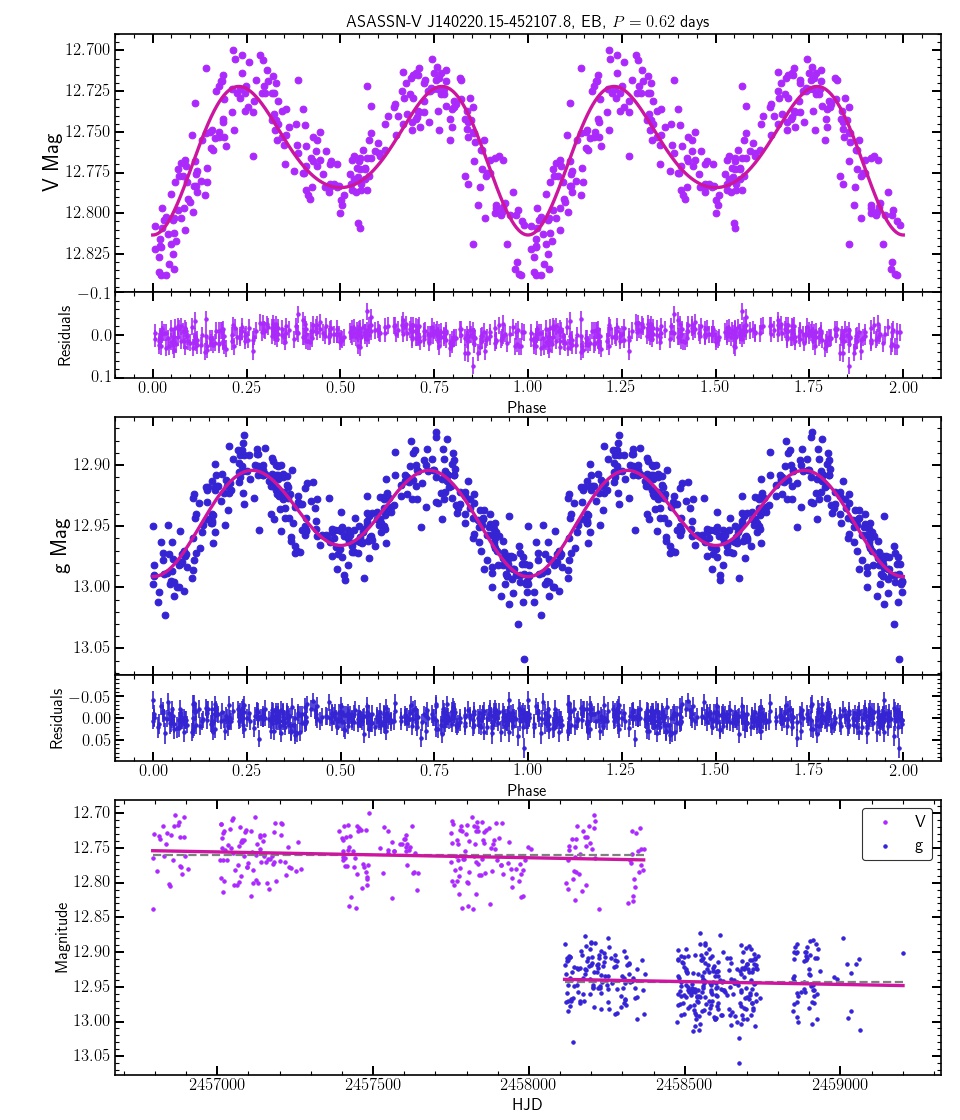 ASASSN-V J140220.15-452107.8, EB, P = 0.62 days
12.700
12.725
12.750
12.775
12.800
12.825
V Mag
−0.1
0.0
0.1
Residuals
0.00 0.25 0.50 0.75 1.00 1.25 1.50 1.75 2.00
Phase
12.90
12.95
13.00
13.05
g Mag
−0.05
0.00
0.05
Residuals
0.00 0.25 0.50 0.75 1.00 1.25 1.50 1.75 2.00
Phase
12.70
12.75
12.80
12.85
12.90
12.95
13.00
13.05
Magnitude
V
g
2457000 2457500 2458000 2458500 2459000
HJD